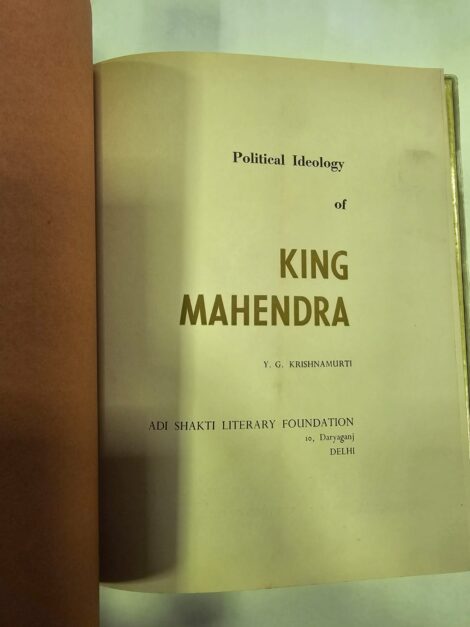 Political Ideology
of
KING
MAHENDRA
Y. G. KRISHNAMURTI
ADI SHAKTI LITERARY FOUNDATION
10, Daryaganj
DELHI